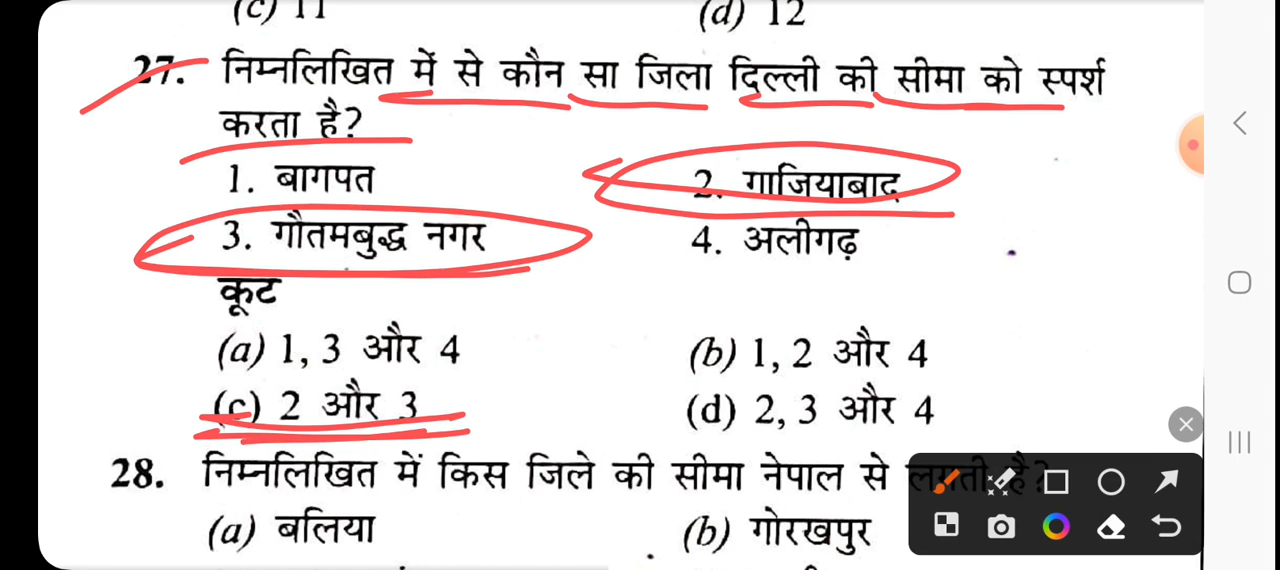 (c) 11 (d) 12
27. निम्नलिखित में से कौन सा जिला दिल्ली की सीमा को स्पर्श
करता है?
1. बागपत 2. गाजियाबाद
3. गौतमबुद्ध नगर 4. अलीगढ़
कूट
(a) 1, 3 और 4 (b) 1, 2 और 4
(c) 2 और 3 (d) 2, 3 और 4
28. निम्नलिखित में किस जिले की सीमा नेपाल से लगती है?
(a) बलिया (b) गोरखपुर